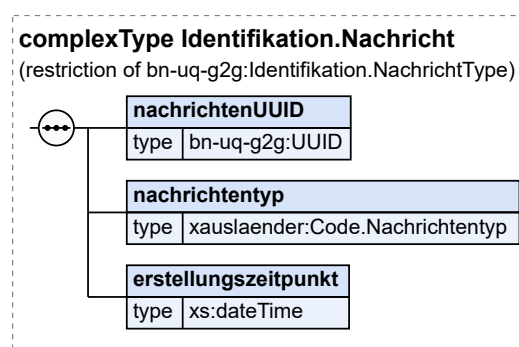 complexType Identifikation.Nachricht
(restriction of bn-uq-g2g:Identifikation.NachrichtType)
nachrichtenUUID
type bn-uq-g2g:UUID
nachrichtentyp
type xauslaender:Code.Nachrichtentyp
erstellungszeitpunkt
type xs:dateTime